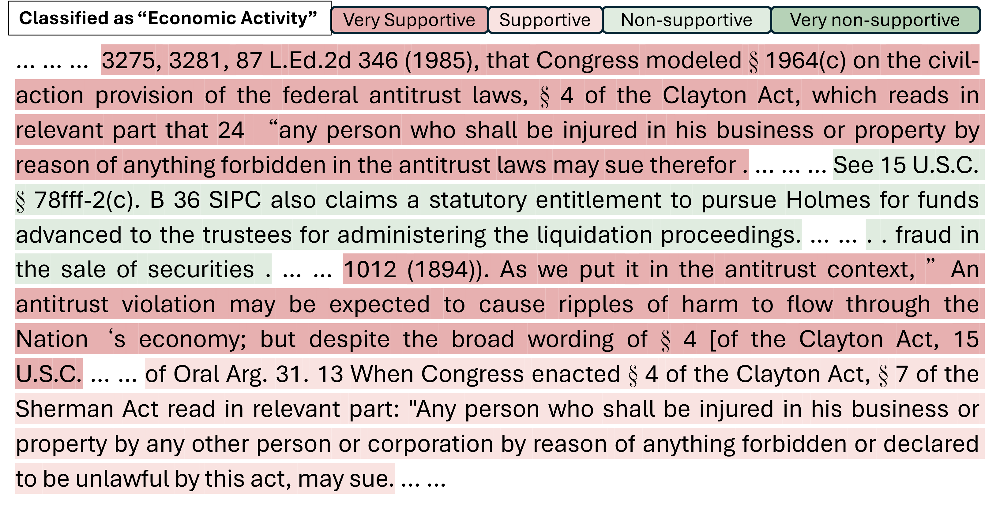 Classified as “Economic Activity” Very Supportive Supportive Non-supportive Very non-supportive
... ... ... 3275, 3281, 87 L.Ed.2d 346 (1985), that Congress modeled § 1964(c) on the civil-
action provision of the federal antitrust laws, § 4 of the Clayton Act, which reads in
relevant part that 24 “any person who shall be injured in his business or property by
reason of anything forbidden in the antitrust laws may sue therefor . ... ... ... See 15 U.S.C.
§ 78fff-2(c). B 36 SIPC also claims a statutory entitlement to pursue Holmes for funds
advanced to the trustees for administering the liquidation proceedings. ... ... . . fraud in
the sale of securities . ... ... 1012 (1894)). As we put it in the antitrust context, ” An
antitrust violation may be expected to cause ripples of harm to flow through the
Nation ‘s economy; but despite the broad wording of § 4 [of the Clayton Act, 15
U.S.C. ... ... of Oral Arg. 31. 13 When Congress enacted § 4 of the Clayton Act, § 7 of the
Sherman Act read in relevant part: "Any person who shall be injured in his business or
property by any other person or corporation by reason of anything forbidden or declared
to be unlawful by this act, may sue. ... ...